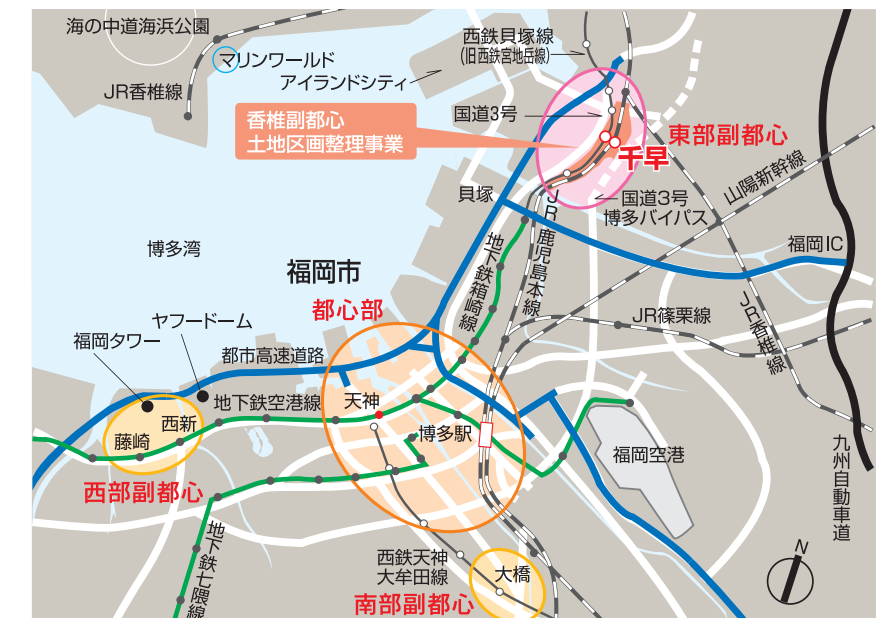 海の中道海浜公園
マリンワールド
アイランドシティ
JR香椎線
西鉄貝塚線
(旧西鉄宮地岳線)
国道3号
香椎副都心
土地区画整理事業
東部副都心
千早
山陽新幹線
国道3号
博多バイパス
貝塚
JR鹿児島本線
福岡IC
博多湾
福岡市
地下鉄箱崎線
都心部
ヤフードーム
福岡タワー
都市高速道路
JR篠栗線
JR香椎線
地下鉄空港線
天神
西新
藤崎
博多駅
福岡空港
九州自動車道
西部副都心
地下鉄七隈線
西鉄天神
大牟田線
大橋
南部副都心
N